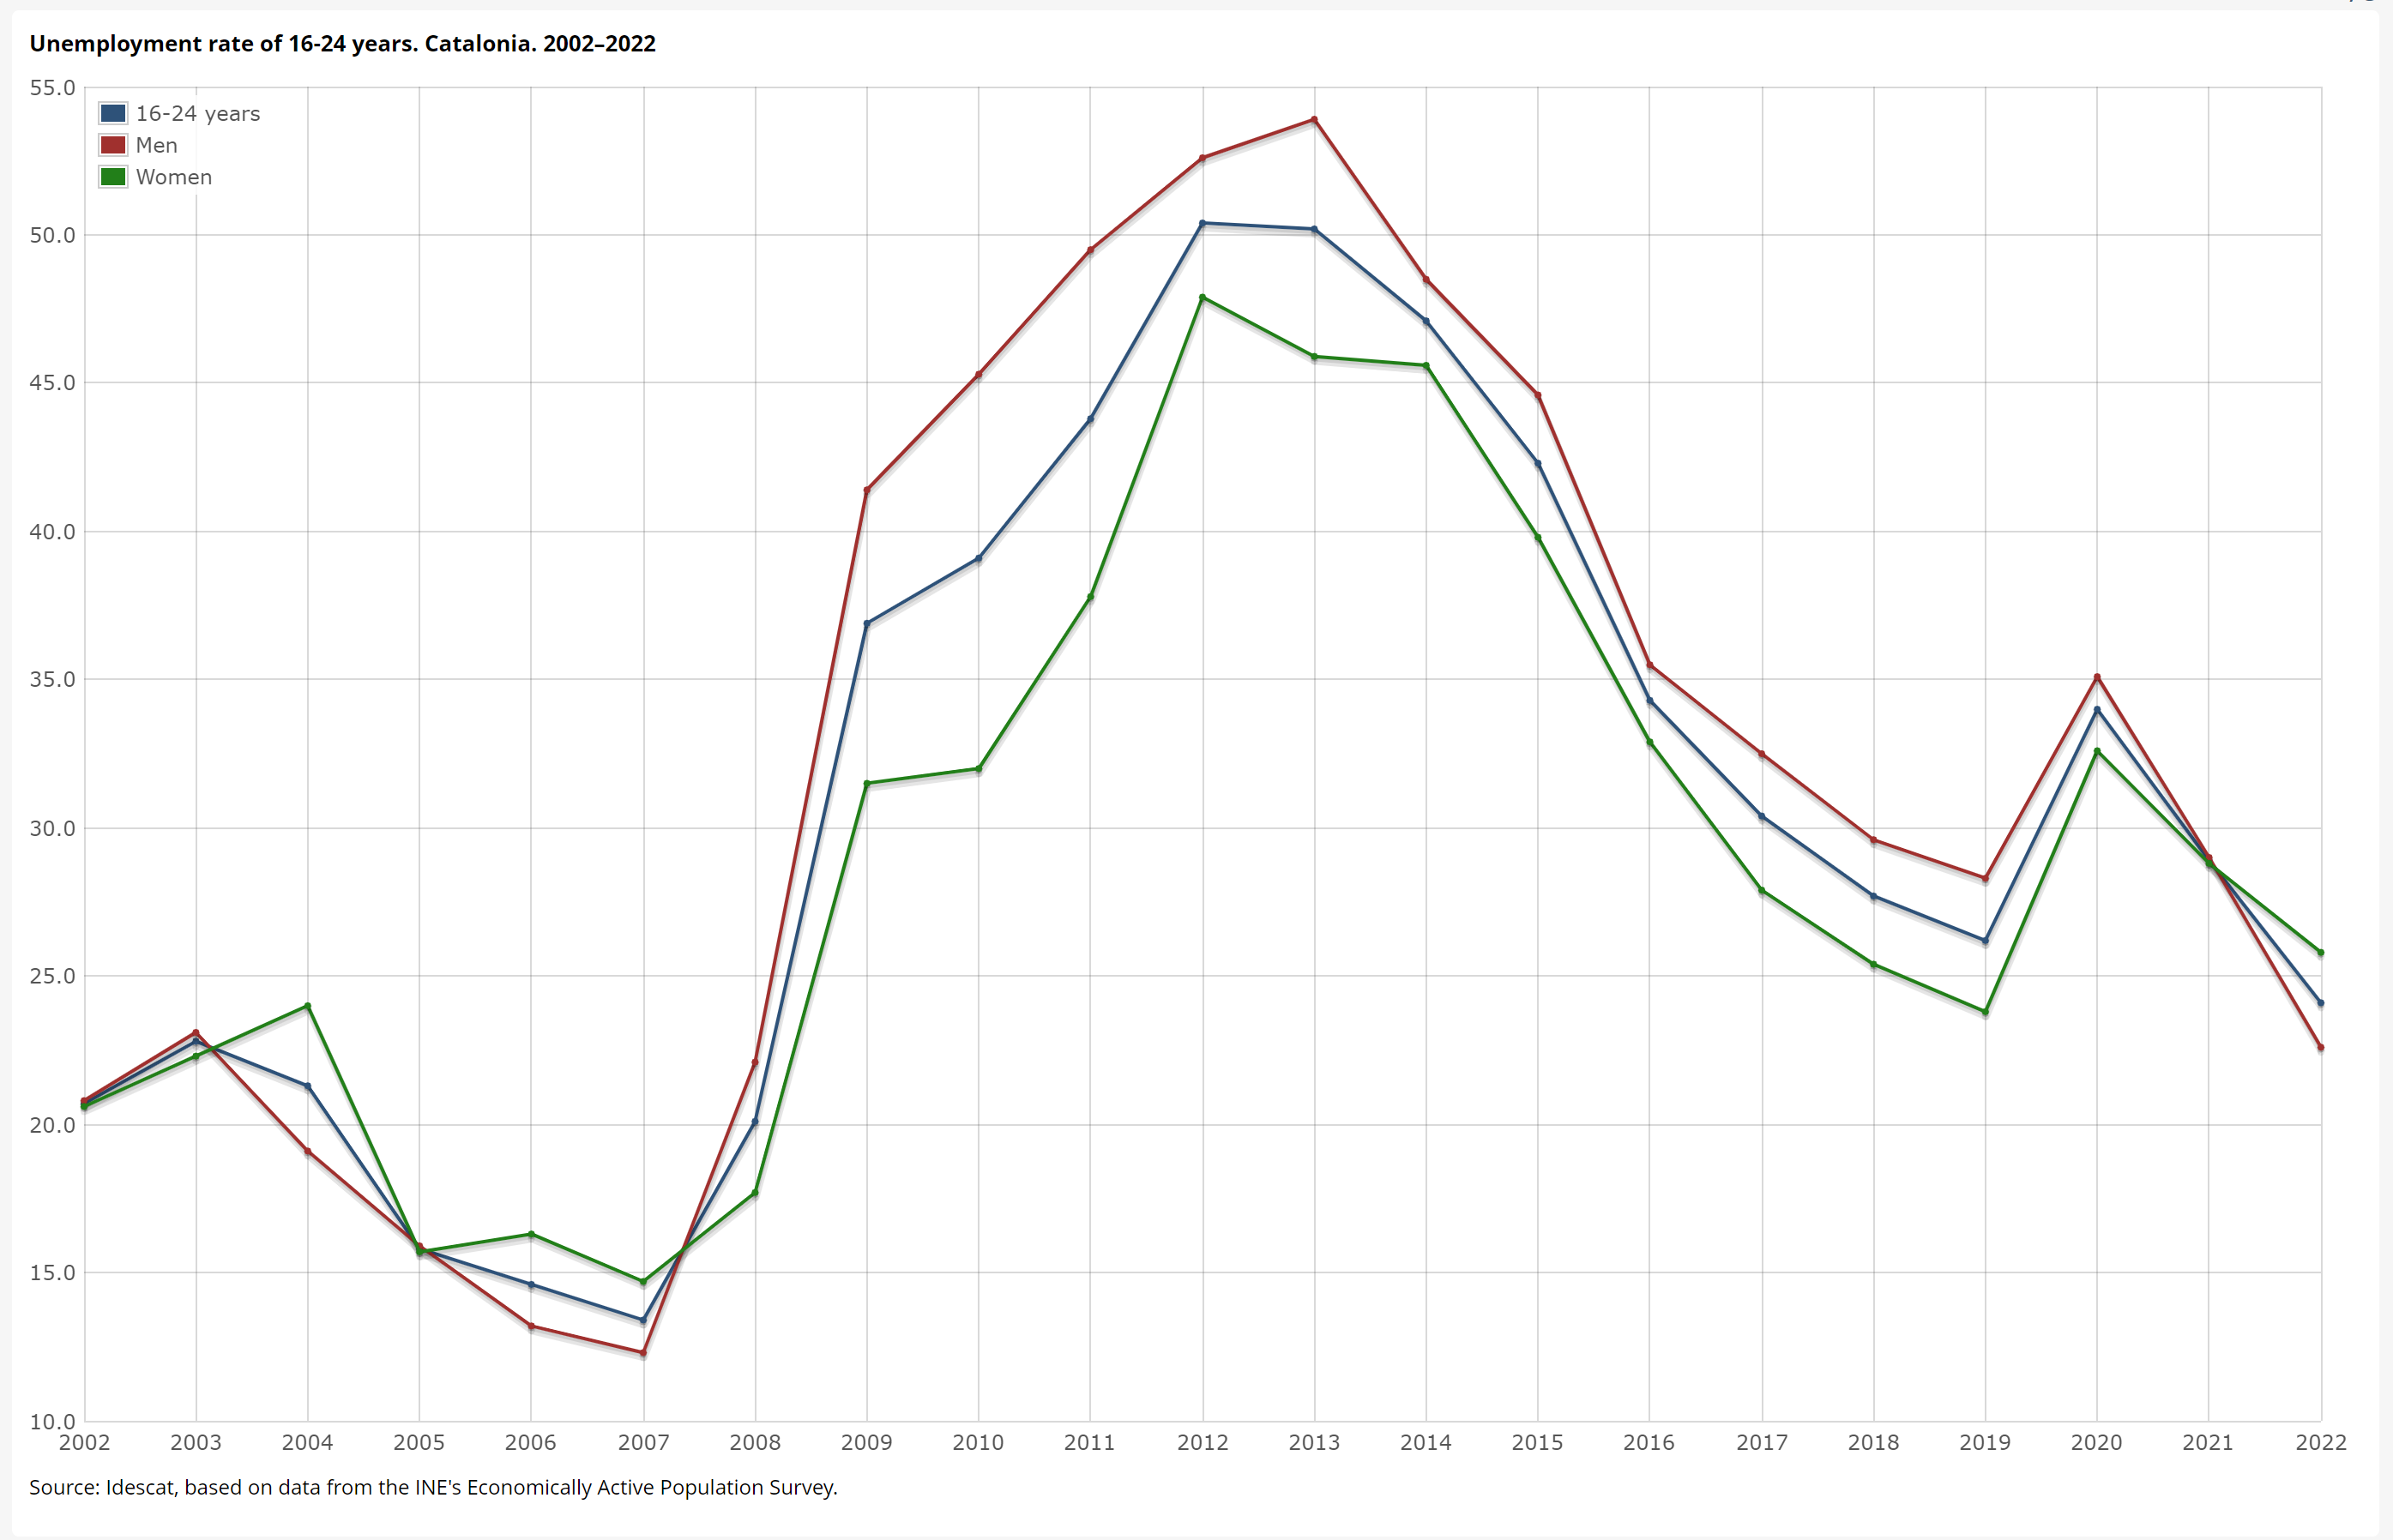 Unemployment rate of 16-24 years. Catalonia. 2002–2022
55.0
16-24 years
Men
Women
50.0
45.0
40.0
35.0
30.0
25.0
20.0
15.0
10.0
2002 2003 2004 2005 2006 2007 2008 2009 2010 2011 2012 2013 2014 2015 2016 2017 2018 2019 2020 2021 2022
Source: Idescat, based on data from the INE's Economically Active Population Survey.